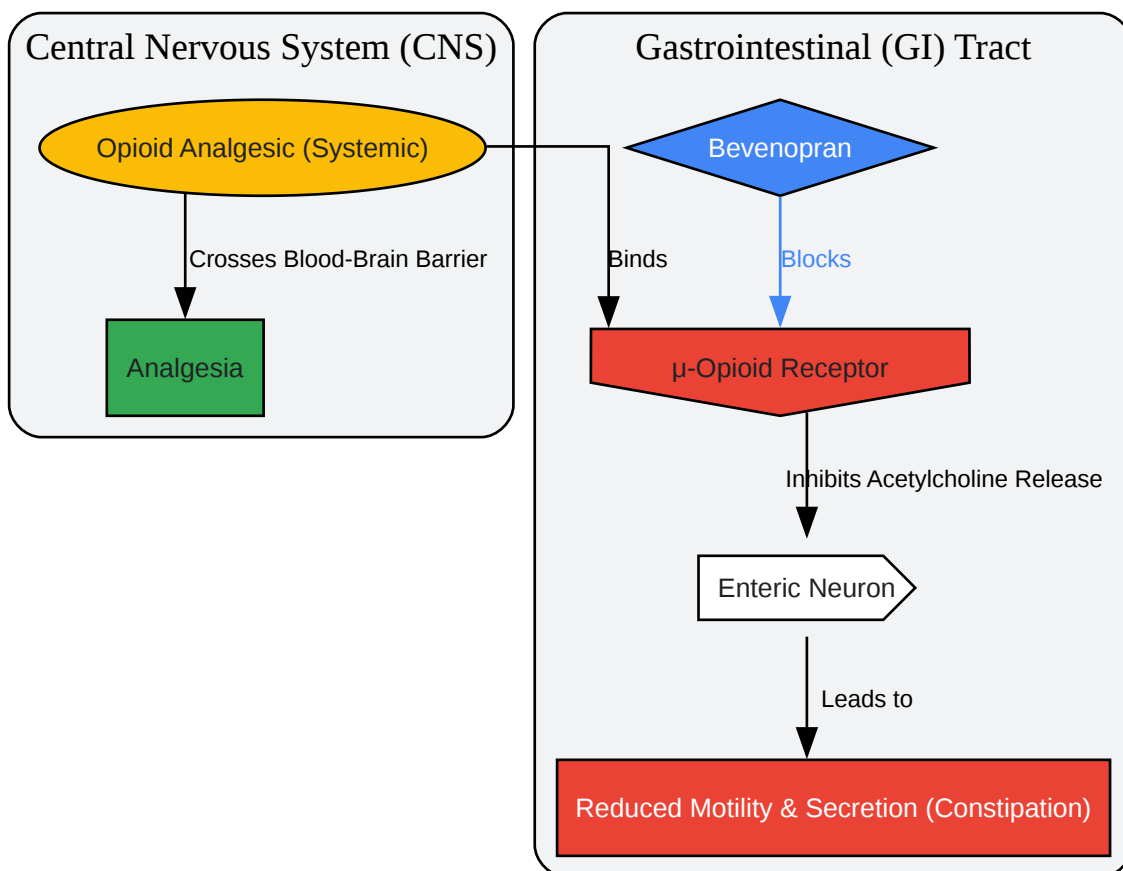 Central Nervous System (CNS)
Gastrointestinal (GI) Tract
Opioid Analgesic (Systemic)
Bevenopran
Crosses Blood-Brain Barrier
Binds
Blocks
Analgesia
μ-Opioid Receptor
Inhibits Acetylcholine Release
Enteric Neuron
Leads to
Reduced Motility & Secretion (Constipation)